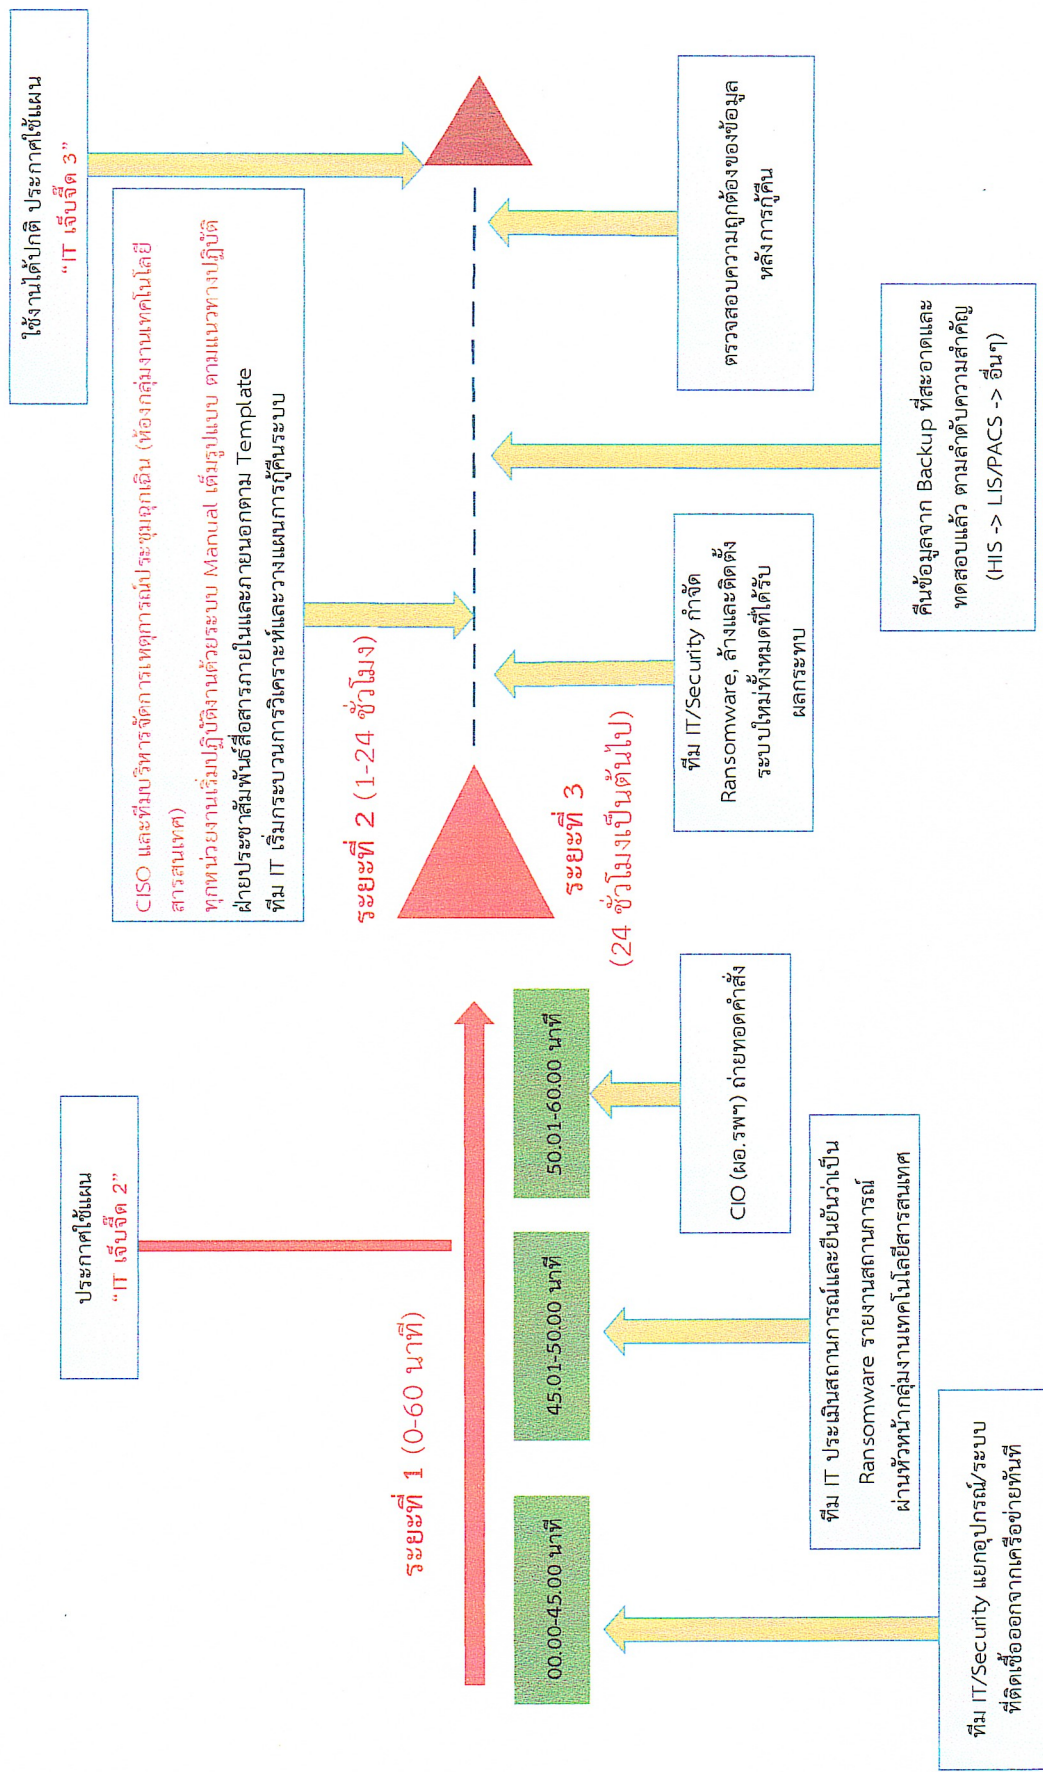 ประกาศใช้แผน
“IT เจ็บจี๊ด 2”
ระยะที่ 1 (0-60 นาที)
00.00-45.00 นาที
45.01-50.00 นาที
50.01-60.00 นาที
ทีม IT/Security แยกอุปกรณ์/ระบบ
ที่ติดเชื้อออกจากเครือข่ายทันที
ทีม IT ประเมินสถานการณ์และยืนยันว่าเป็น
Ransomware รายงานสถานการณ์
ผ่านหัวหน้ากลุ่มงานเทคโนโลยีสารสนเทศ
CIO (ผอ.รพฯ) ถ่ายทอดคำสั่ง
CISO และทีมบริหารจัดการเหตุการณ์ประชุมฉุกเฉิน (ห้องกลุ่มงานเทคโนโลยี
สารสนเทศ)
ทุกหน่วยงานเริ่มปฏิบัติงานด้วยระบบ Manual เต็มรูปแบบ ตามแนวทางปฏิบัติ
ฝ่ายประชาสัมพันธ์สื่อสารภายในและภายนอกตาม Template
ทีม IT เริ่มกระบวนการวิเคราะห์และวางแผนการกู้คืนระบบ
ระยะที่ 2 (1-24 ชั่วโมง)
ระยะที่ 3
(24 ชั่วโมงเป็นต้นไป)
ทีม IT/Security กำจัด
Ransomware, ล้างและติดตั้ง
ระบบใหม่ทั้งหมดที่ได้รับ
ผลกระทบ
คืนข้อมูลจาก Backup ที่สะอาดและ
ทดสอบแล้ว ตามลำดับความสำคัญ
(HIS -> LIS/PACS -> อื่นๆ)
ตรวจสอบความถูกต้องของข้อมูล
หลังการกู้คืน
ใช้งานได้ปกติ ประกาศใช้แผน
“IT เจ็บจี๊ด 3”